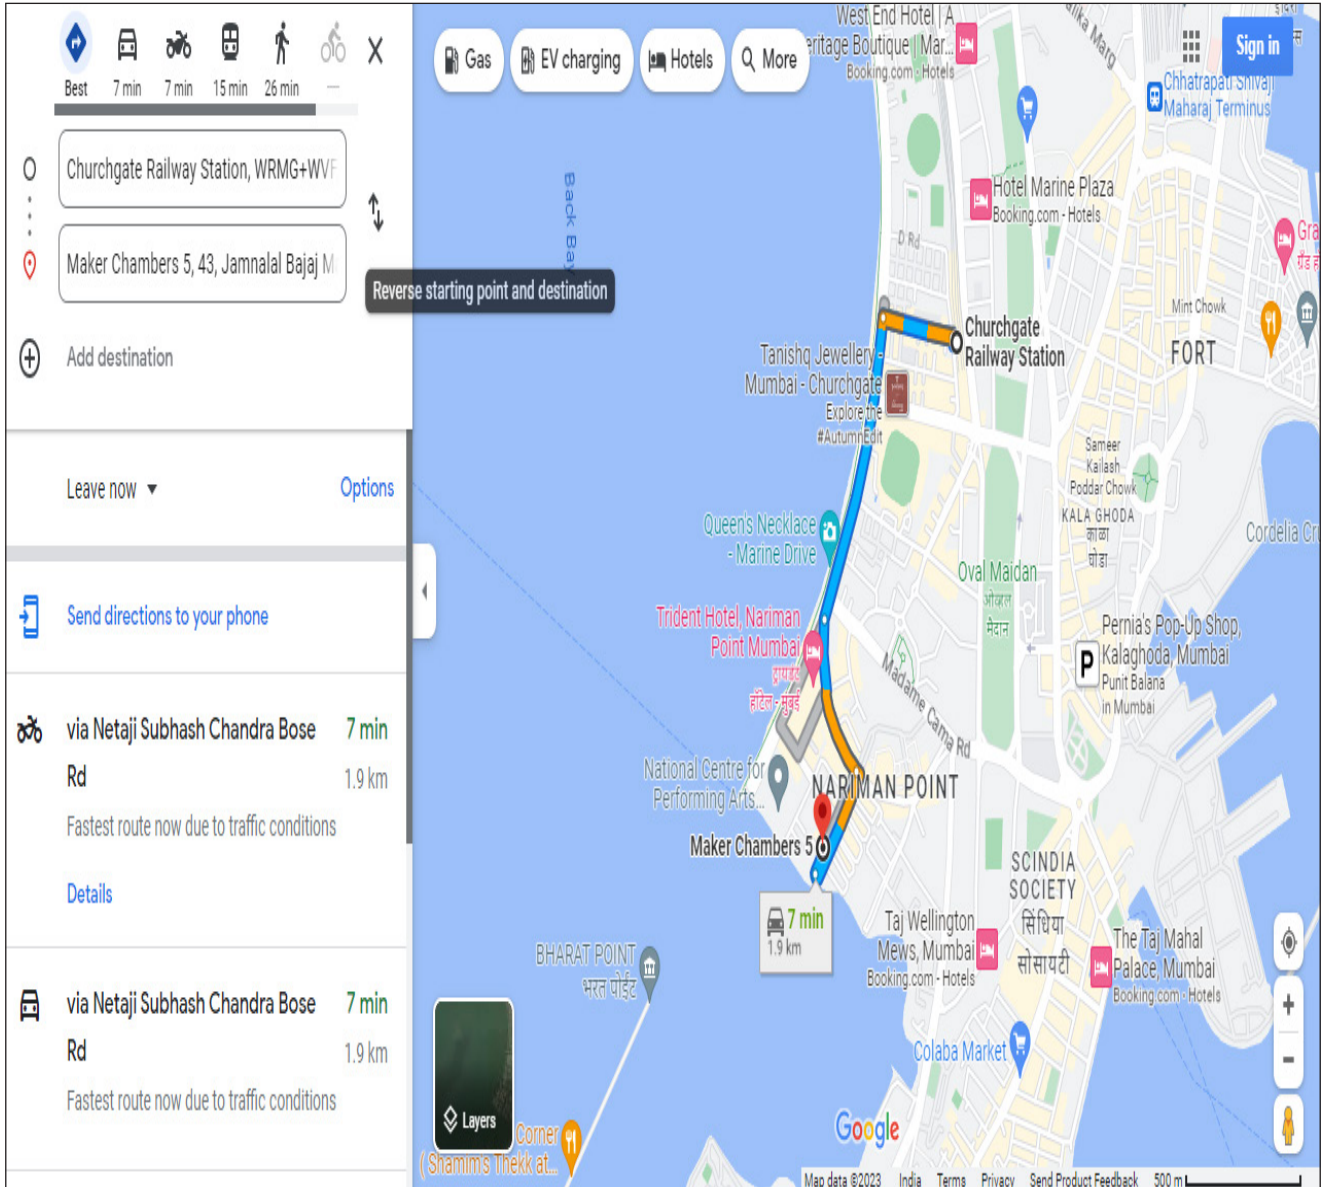 Best
7 min
7 min
15 min
26 min
Churchgate Railway Station, WRMG+WVF
Maker Chambers 5, 43, Jamnalal Bajaj M
Reverse starting point and destination
Add destination
Leave now
Options
Send directions to your phone
via Netaji Subhash Chandra Bose 7 min
Rd 1.9 km
Fastest route now due to traffic conditions
Details
via Netaji Subhash Chandra Bose 7 min
Rd 1.9 km
Fastest route now due to traffic conditions
Gas
EV charging
Hotels
More
Sign in
West End Hotel | A
eritage Boutique | Mar...
Booking.com - Hotels
alika Marg
Chhatrapati Shivaji
Maharaj Terminus
Back Bay
Hotel Marine Plaza
Booking.com - Hotels
D Rd
Gra
ग्रँड ह
Mint Chowk
FORT
Churchgate
Railway Station
Tanishq Jewellery -
Mumbai - Churchgate
Explore the
#AutumnEdit
Sameer
Kailash
Poddar Chowk
KALA GHODA
काळा
घोडा
Cordelia Cru
Queen's Necklace
- Marine Drive
Oval Maidan
ओव्हल
मैदान
Trident Hotel, Nariman
Point Mumbai
ट्रायडेंट
हॉटेल - मुंबई
Madame Cama Rd
P
Pernia's Pop-Up Shop,
Kalaghoda, Mumbai
Punit Balana
in Mumbai
National Centre for
Performing Arts...
NARIMAN POINT
Maker Chambers 5
7 min
1.9 km
SCINDIA
SOCIETY
सिंधिया
सोसायटी
Taj Wellington
Mews, Mumbai
Booking.com - Hotels
The Taj Mahal
Palace, Mumbai
Booking.com - Hotels
BHARAT POINT
भरत पोईंट
Colaba Market
Layers
Corner
( Shamim's Thekk at...
Google
Map data ©2023 India Terms Privacy Send Product Feedback 500 m